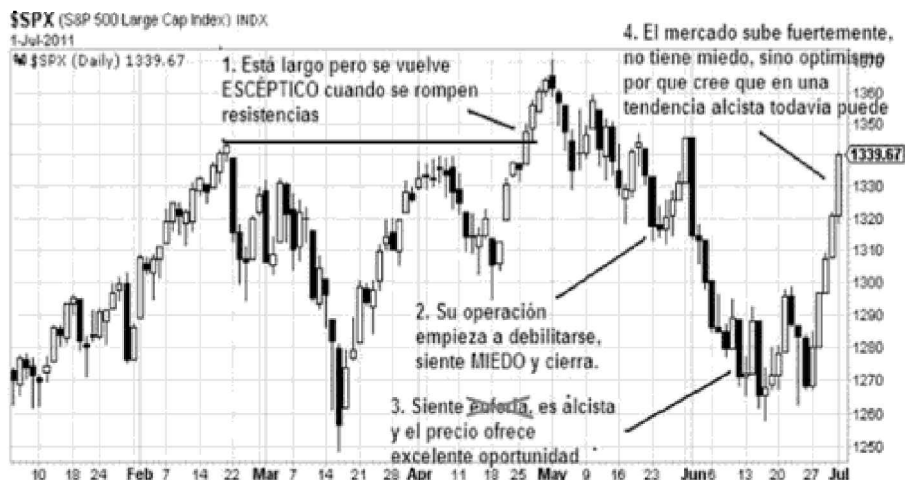 $SPX (S&P 500 Large Cap Index) INDX
1-Jul-2011
$SPX (Daily) 1339.67
1. Está largo pero se vuelve
ESCÉPTICO cuando se rompen
resistencias
4. El mercado sube fuertemente,
no tiene miedo, sino optimismo
por que cree que en una
tendencia alcista todavia puede
2. Su operación
empieza a debilitarse,
siente MIEDO y cierra.
3. Siente euforia, es alcista
y el precio ofrece
excelente oportunidad
1370
1360
1350
1339.67
1330
1320
1310
1300
1290
1280
1270
1260
1250
10 18 24 Feb 7 14 22 Mar 7 14 21 28 Apr 11 18 25 May 9 16 23 Jun 6 13 20 27 Jul